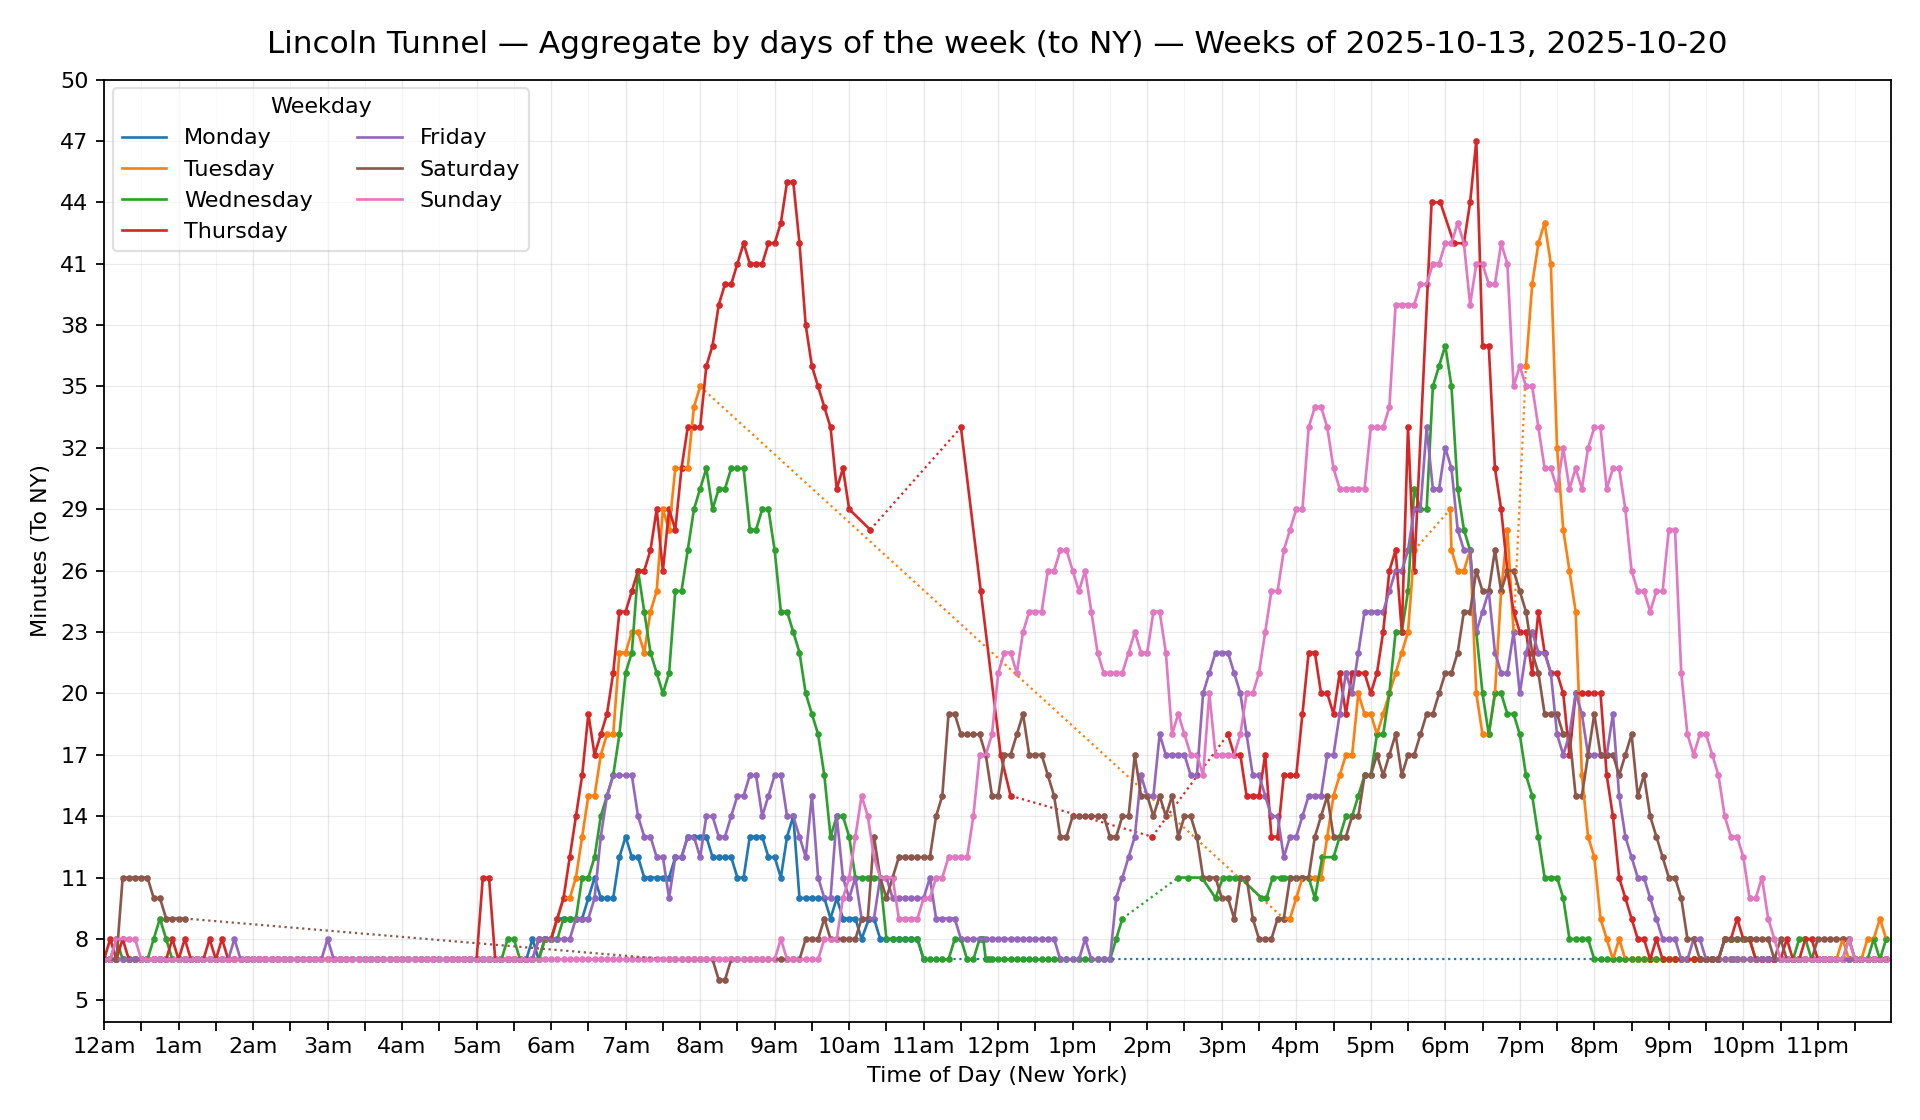 Lincoln Tunnel — Aggregate by days of the week (to NY) — Weeks of 2025-10-13, 2025-10-20
Weekday
Monday
Tuesday
Wednesday
Thursday
Friday
Saturday
Sunday
Minutes (To NY)
50
47
44
41
38
35
32
29
26
23
20
17
14
11
8
5
12am 1am 2am 3am 4am 5am 6am 7am 8am 9am 10am 11am 12pm 1pm 2pm 3pm 4pm 5pm 6pm 7pm 8pm 9pm 10pm 11pm
Time of Day (New York)